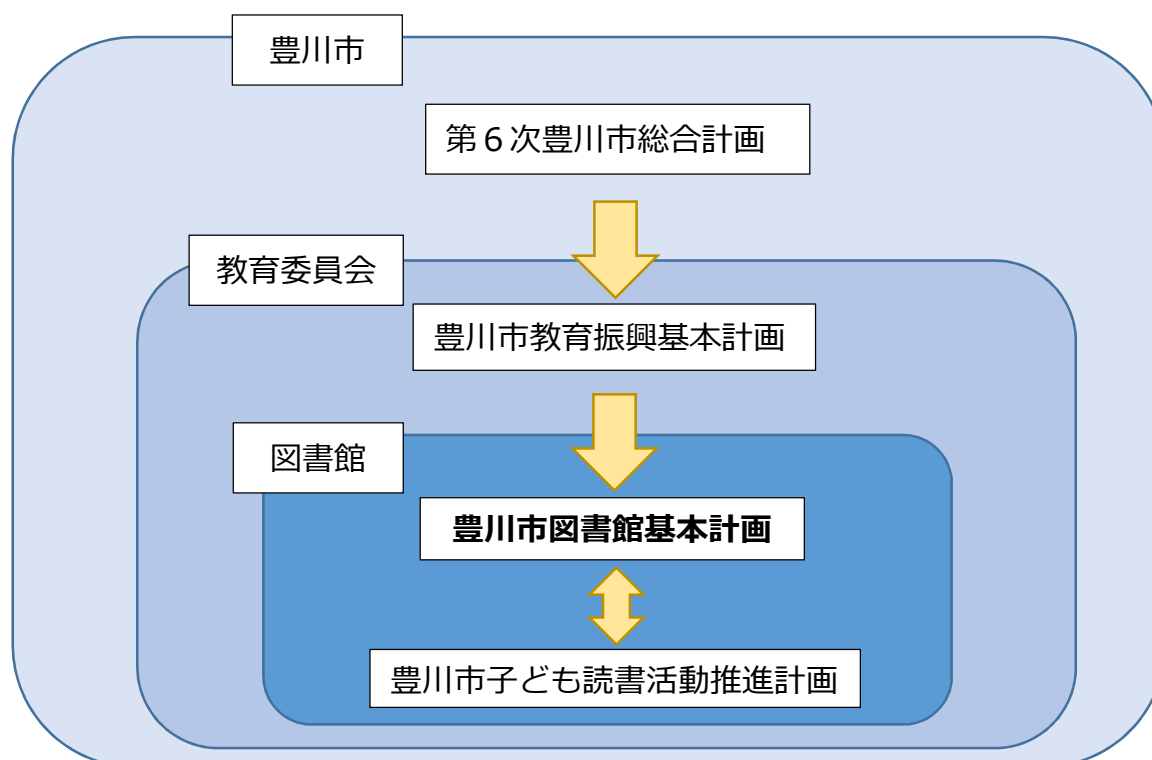 豊川市
第６次豊川市総合計画
教育委員会
豊川市教育振興基本計画
図書館
豊川市図書館基本計画
豊川市子ども読書活動推進計画